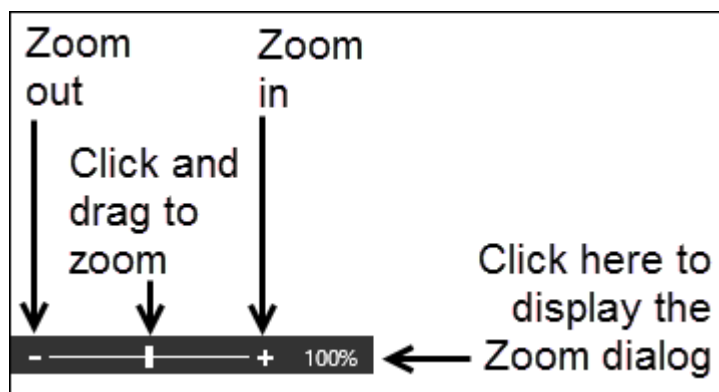 Zoom
out
Zoom
in
Click and
drag to
zoom
Click here to
display the
Zoom dialog
- + 100%